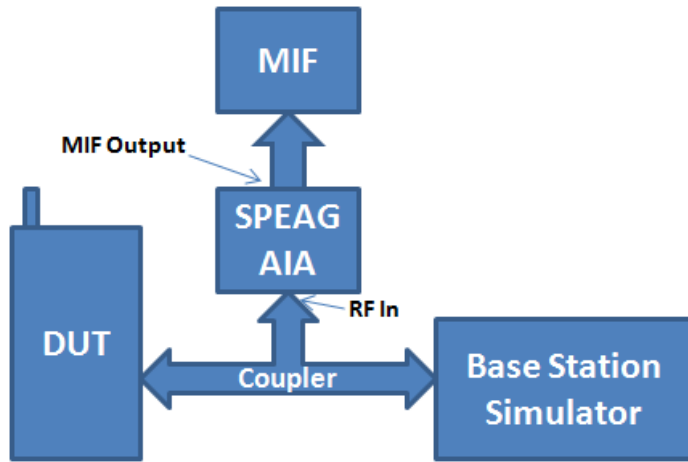 MIF
MIF Output
SPEAG
AIA
RF In
DUT
Coupler
Base Station
Simulator